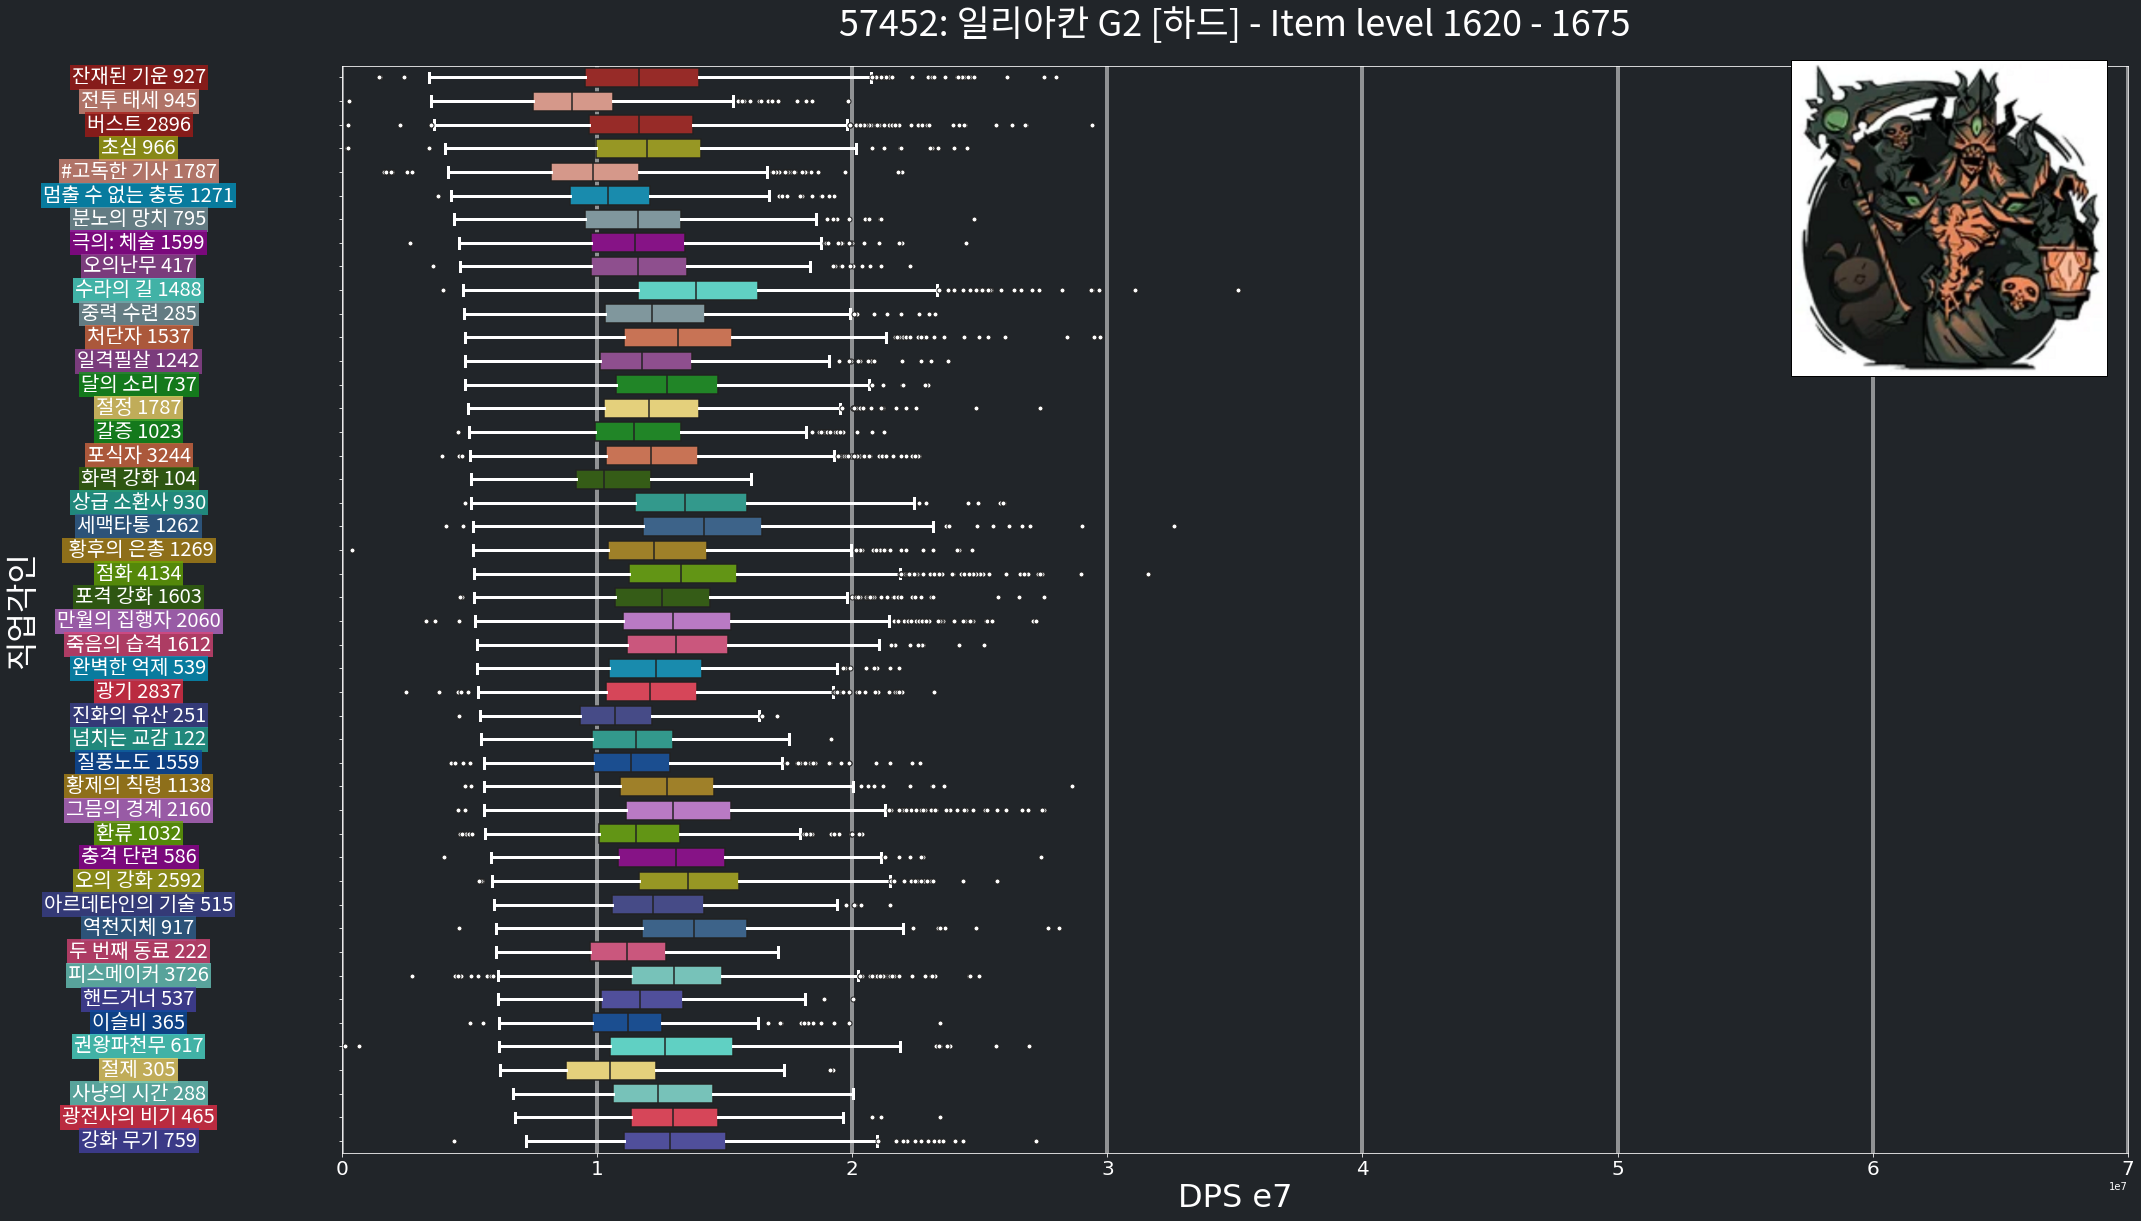 57452: 일리아칸 G2 [하드] - Item level 1620 - 1675
직업각인
잔재된 기운 927
전투 태세 945
버스트 2896
초심 966
#고독한 기사 1787
멈출 수 없는 충동 1271
분노의 망치 795
극의: 체술 1599
오의난무 417
수라의 길 1488
중력 수련 285
처단자 1537
일격필살 1242
달의 소리 737
절정 1787
갈증 1023
포식자 3244
화력 강화 104
상급 소환사 930
세맥타통 1262
황후의 은총 1269
점화 4134
포격 강화 1603
만월의 집행자 2060
죽음의 습격 1612
완벽한 억제 539
광기 2837
진화의 유산 251
넘치는 교감 122
질풍노도 1559
황제의 칙령 1138
그믐의 경계 2160
환류 1032
충격 단련 586
오의 강화 2592
아르데타인의 기술 515
역천지체 917
두 번째 동료 222
피스메이커 3726
핸드거너 537
이슬비 365
권왕파천무 617
절제 305
사냥의 시간 288
광전사의 비기 465
강화 무기 759
0 1 2 3 4 5 6 7
1e7
DPS e7